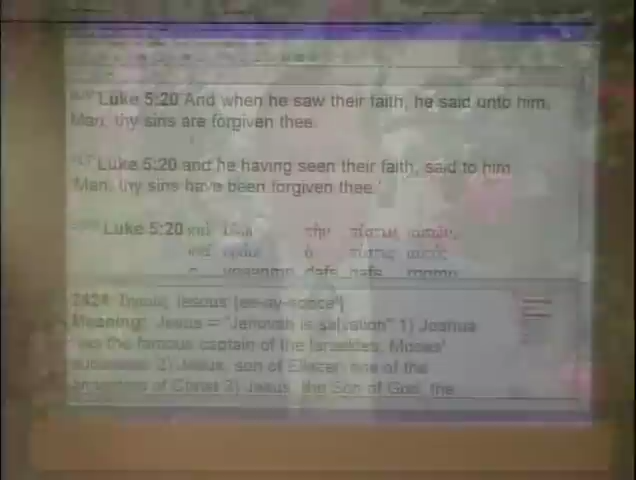 Luke 5:20 And when he saw their faith, he said unto him,
Man, thy sins are forgiven thee.
Luke 5:20 and he having seen their faith, said to him
'Man, thy sins have been forgiven thee.'
Luke 5:20 καὶ
2424 Iesous {ee-ay-sooce'}
Meaning: Jesus = "Jehovah is salvation" 1) Joshua
was the famous captain of the Israelites, Moses'
successor 2) Jesus, son of Eliezer, one of the
ancestors of Christ 3) Jesus, the Son of God, the